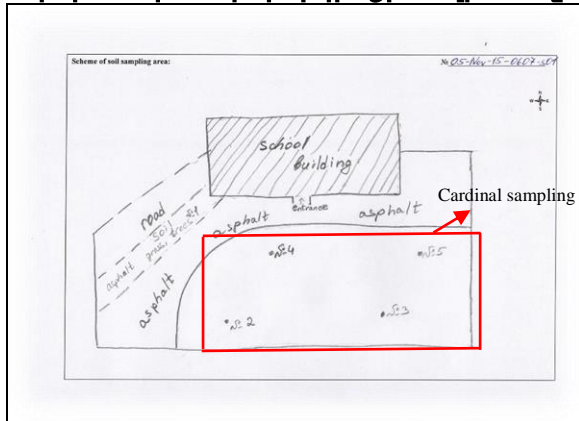 Scheme of soil sampling area:
№ 05-Nov-15-0607-s01
school
building
entrance
Cardinal sampling
asphalt
asphalt
road
soil
asphalt
asphalt
№4
№5
№2
№3